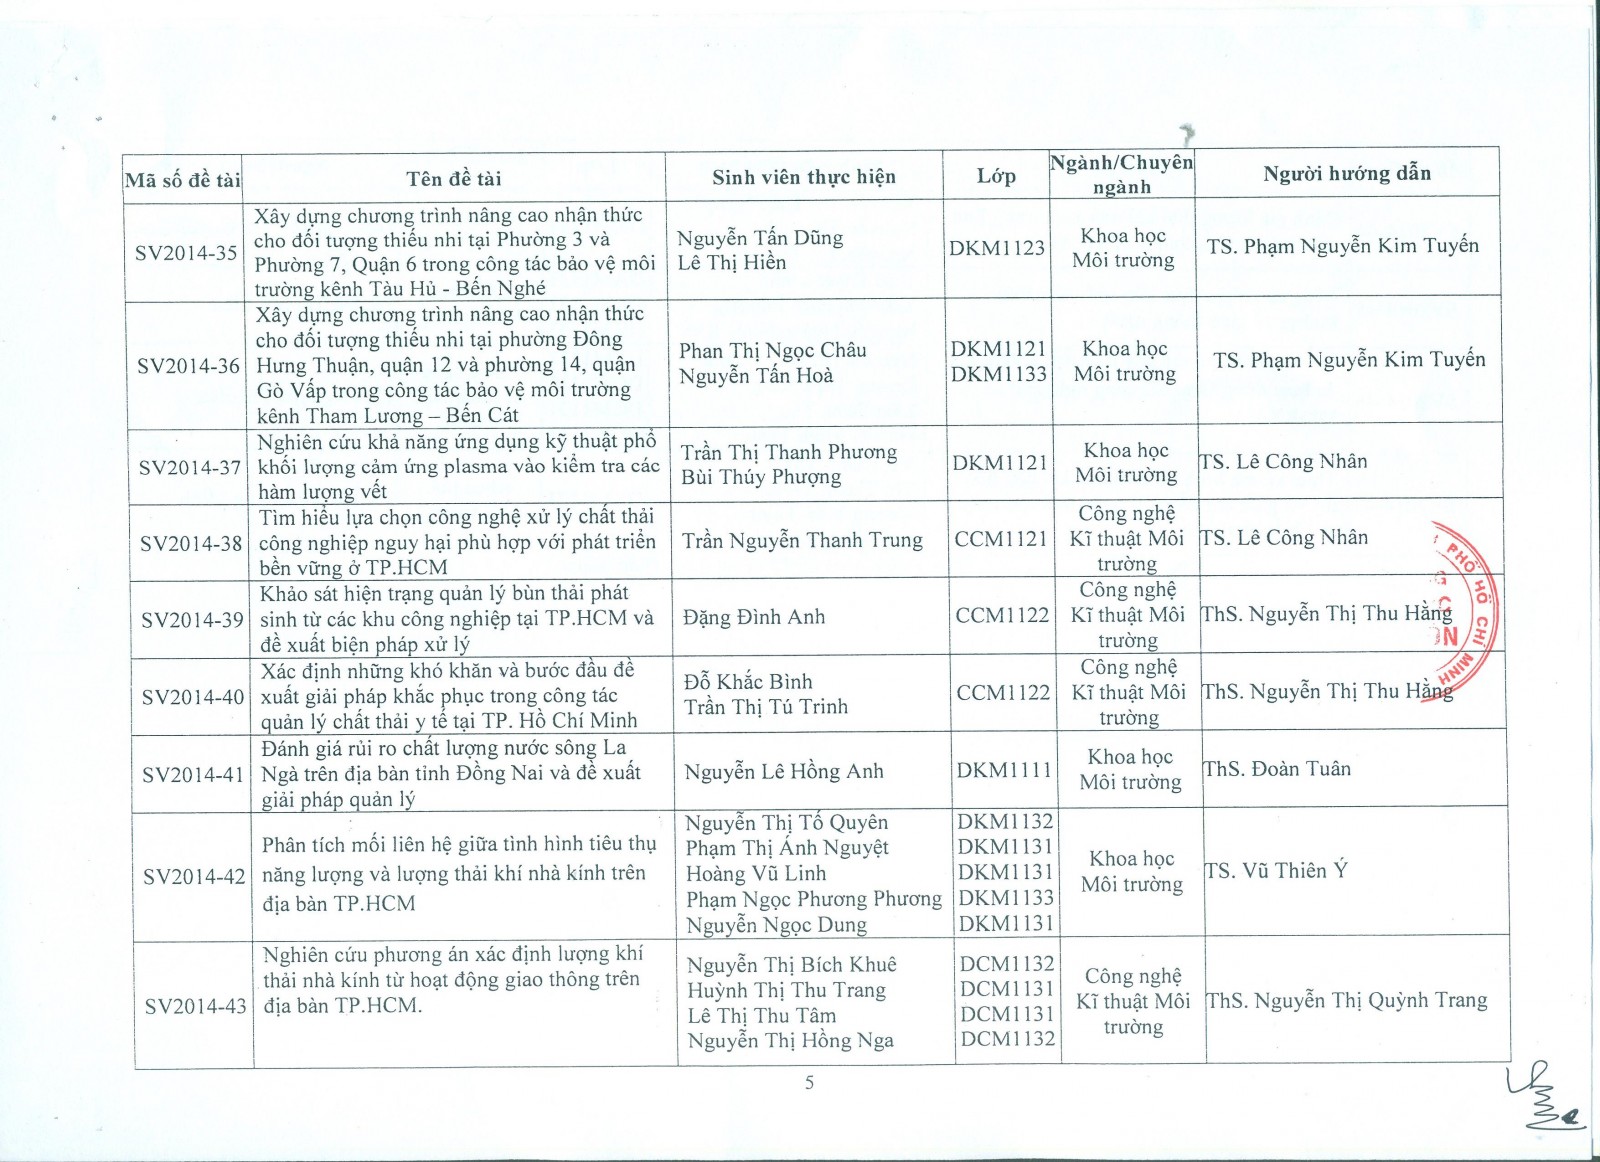 Mã số đề tài
Tên đề tài
Sinh viên thực hiện
Lớp
Ngành/Chuyên
ngành
Người hướng dẫn
SV2014-35
Xây dựng chương trình nâng cao nhận thức
cho đối tượng thiếu nhi tại Phường 3 và
Phường 7, Quận 6 trong công tác bảo vệ môi
trường kênh Tàu Hủ - Bến Nghé
Nguyễn Tấn Dũng
Lê Thị Hiền
DKM1123
Khoa học
Môi trường
TS. Phạm Nguyễn Kim Tuyến
SV2014-36
Xây dựng chương trình nâng cao nhận thức
cho đối tượng thiếu nhi tại phường Đông
Hưng Thuận, quận 12 và phường 14, quận
Gò Vấp trong công tác bảo vệ môi trường
kênh Tham Lương – Bến Cát
Phan Thị Ngọc Châu
Nguyễn Tấn Hoà
DKM1121
DKM1133
Khoa học
Môi trường
TS. Phạm Nguyễn Kim Tuyến
SV2014-37
Nghiên cứu khả năng ứng dụng kỹ thuật phổ
khối lượng cảm ứng plasma vào kiểm tra các
hàm lượng vết
Trần Thị Thanh Phương
Bùi Thúy Phượng
DKM1121
Khoa học
Môi trường
TS. Lê Công Nhân
SV2014-38
Tìm hiểu lựa chọn công nghệ xử lý chất thải
công nghiệp nguy hại phù hợp với phát triển
bền vững ở TP.HCM
Trần Nguyễn Thanh Trung
CCM1121
Công nghệ
Kĩ thuật Môi
trường
TS. Lê Công Nhân
SV2014-39
Khảo sát hiện trạng quản lý bùn thải phát
sinh từ các khu công nghiệp tại TP.HCM và
đề xuất biện pháp xử lý
Đặng Đình Anh
CCM1122
Công nghệ
Kĩ thuật Môi
trường
ThS. Nguyễn Thị Thu Hằng
SV2014-40
Xác định những khó khăn và bước đầu đề
xuất giải pháp khắc phục trong công tác
quản lý chất thải y tế tại TP. Hồ Chí Minh
Đỗ Khắc Bình
Trần Thị Tú Trinh
CCM1122
Công nghệ
Kĩ thuật Môi
trường
ThS. Nguyễn Thị Thu Hằng
PHỐ HỒ CHÍ MINH
SV2014-41
Đánh giá rủi ro chất lượng nước sông La
Ngà trên địa bàn tỉnh Đồng Nai và đề xuất
giải pháp quản lý
Nguyễn Lê Hồng Anh
DKM1111
Khoa học
Môi trường
ThS. Đoàn Tuân
SV2014-42
Phân tích mối liên hệ giữa tình hình tiêu thụ
năng lượng và lượng thải khí nhà kính trên
địa bàn TP.HCM
Nguyễn Thị Tố Quyên
Phạm Thị Ánh Nguyệt
Hoàng Vũ Linh
Phạm Ngọc Phương Phương
Nguyễn Ngọc Dung
DKM1132
DKM1131
DKM1131
DKM1133
DKM1131
Khoa học
Môi trường
TS. Vũ Thiên Ý
SV2014-43
Nghiên cứu phương án xác định lượng khí
thải nhà kính từ hoạt động giao thông trên
địa bàn TP.HCM.
Nguyễn Thị Bích Khuê
Huỳnh Thị Thu Trang
Lê Thị Thu Tâm
Nguyễn Thị Hồng Nga
DCM1132
DCM1131
DCM1131
DCM1132
Công nghệ
Kĩ thuật Môi
trường
ThS. Nguyễn Thị Quỳnh Trang
5